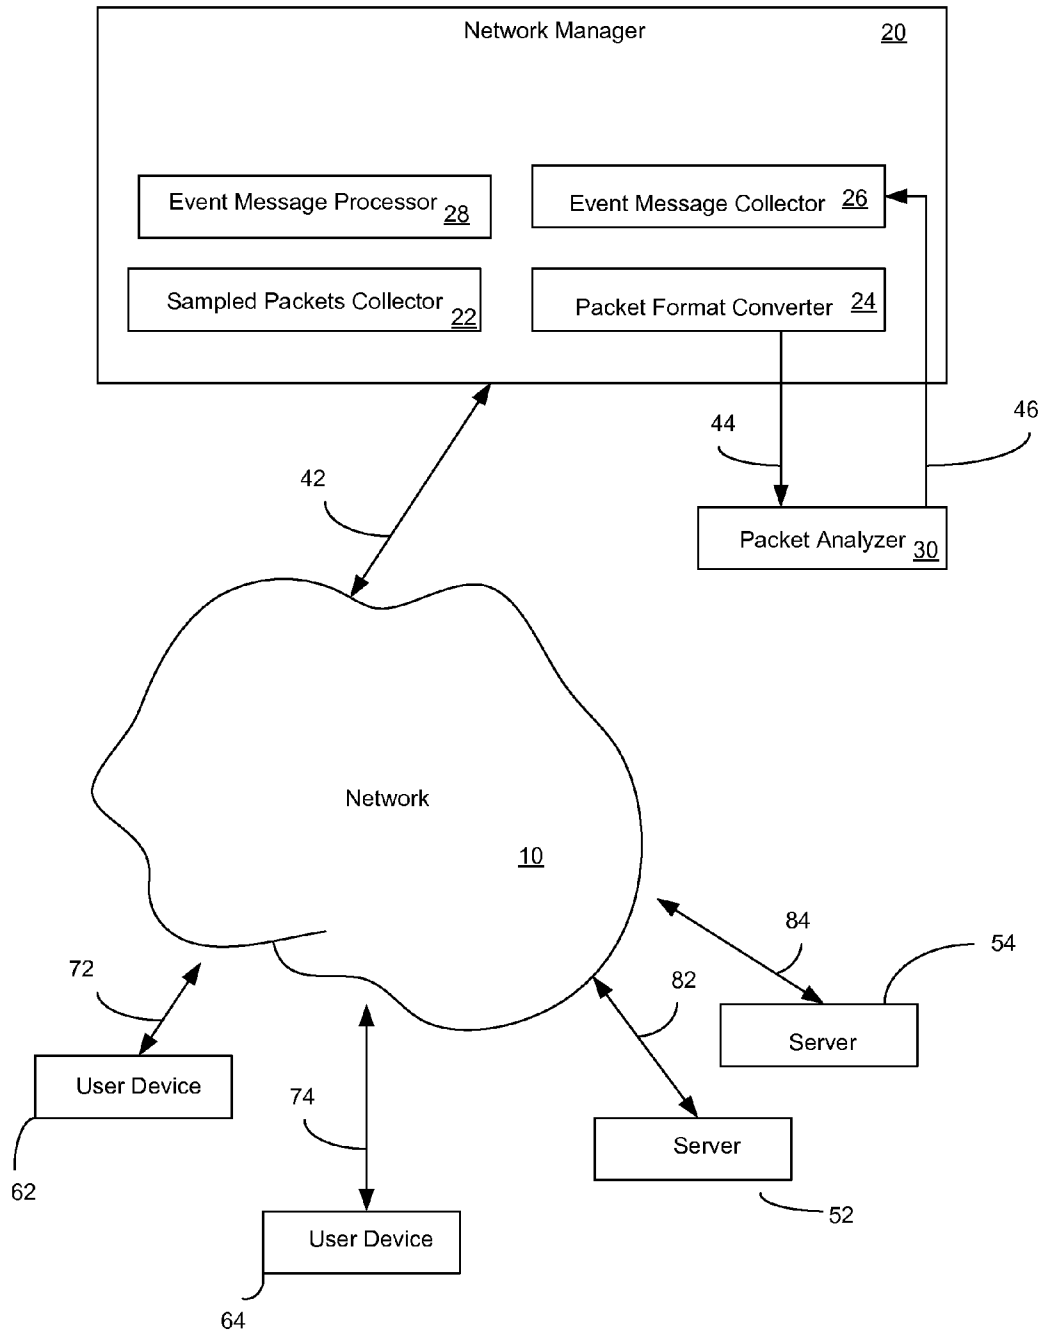 Network Manager 20
Event Message Processor 28
Event Message Collector 26
Sampled Packets Collector 22
Packet Format Converter 24
44
46
42
Packet Analyzer 30
Network
10
72
84
54
82
Server
User Device
74
Server
62
52
User Device
64